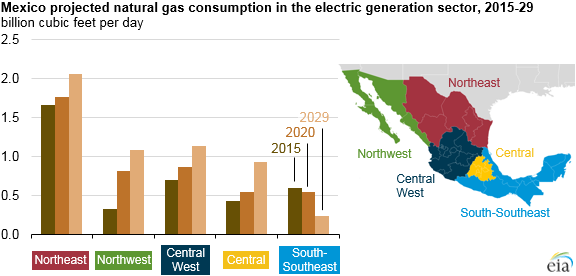 Mexico projected natural gas consumption in the electric generation sector, 2015-29
billion cubic feet per day
2.5
2.0
1.5
1.0
0.5
0.0
2029
2020
2015
Northeast
Northwest
Central
West
Central
South-
Southeast
Northeast
Northwest
Central
Central
West
South-Southeast
eia